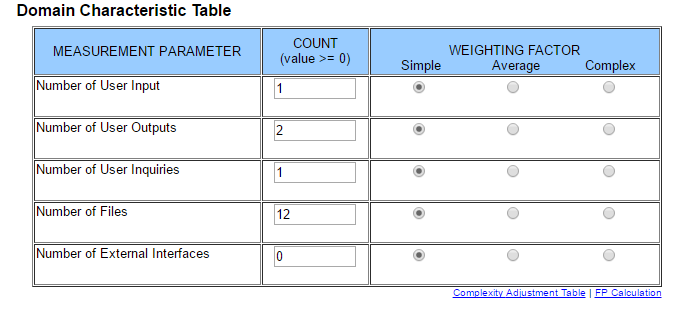 Domain Characteristic Table
MEASUREMENT PARAMETER
COUNT
(value >= 0)
WEIGHTING FACTOR
Simple Average Complex
Number of User Input 1
Number of User Outputs 2
Number of User Inquiries 1
Number of Files 12
Number of External Interfaces 0
Complexity Adjustment Table | FP Calculation